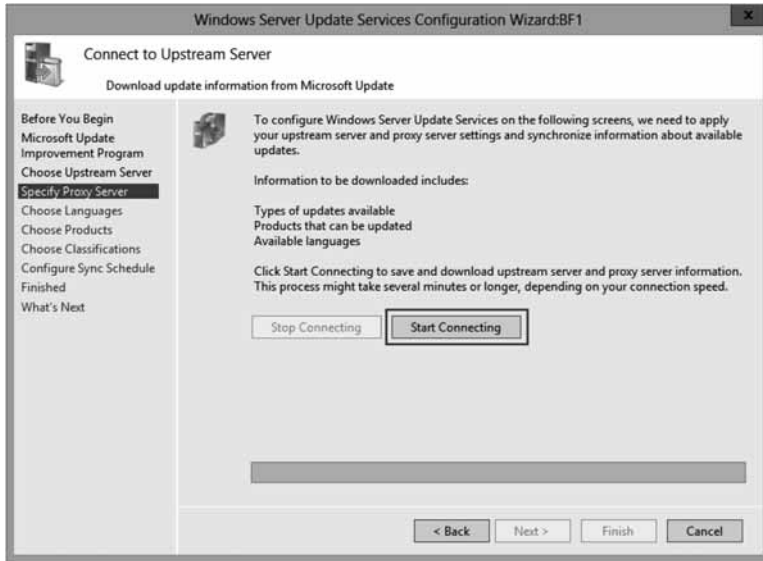 Windows Server Update Services Configuration Wizard:BF1
x
Connect to Upstream Server
Download update information from Microsoft Update
Before You Begin
Microsoft Update
Improvement Program
Choose Upstream Server
Specify Proxy Server
Choose Languages
Choose Products
Choose Classifications
Configure Sync Schedule
Finished
What's Next
To configure Windows Server Update Services on the following screens, we need to apply
your upstream server and proxy server settings and synchronize information about available
updates.
Information to be downloaded includes:
Types of updates available
Products that can be updated
Available languages
Click Start Connecting to save and download upstream server and proxy server information.
This process might take several minutes or longer, depending on your connection speed.
Stop Connecting
Start Connecting
< Back
Next >
Finish
Cancel